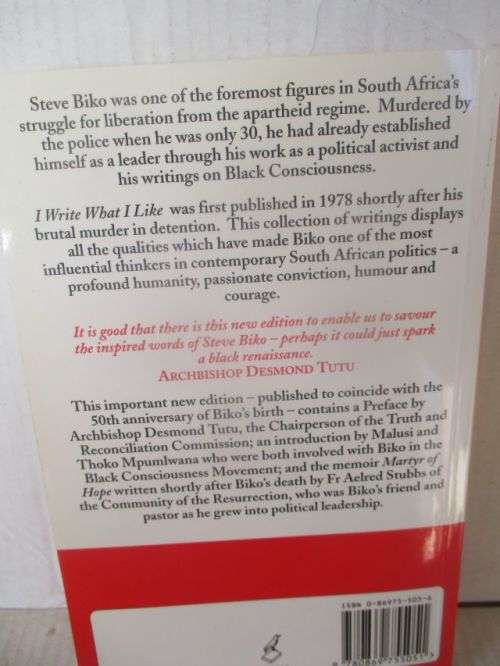 Steve Biko was one of the foremost figures in South Africa's
struggle for liberation from the apartheid regime. Murdered by
the police when he was only 30, he had already established
himself as a leader through his work as a political activist and
his writings on Black Consciousness.
I Write What I Like was first published in 1978 shortly after his
brutal murder in detention. This collection of writings displays
all the qualities which have made Biko one of the most
influential thinkers in contemporary South African politics – a
profound humanity, passionate conviction, humour and
courage.
It is good that there is this new edition to enable us to savour
the inspired words of Steve Biko – perhaps it could just spark
a black renaissance.
ARCHBISHOP DESMOND TUTU
This important new edition – published to coincide with the
50th anniversary of Biko's birth – contains a Preface by
Archbishop Desmond Tutu, the Chairperson of the Truth and
Reconciliation Commission; an introduction by Malusi and
Thoko Mpumlwana who were both involved with Biko in the
Black Consciousness Movement; and the memoir Martyr of
Hope written shortly after Biko's death by Fr Aelred Stubbs of
the Community of the Resurrection, who was Biko's friend and
pastor as he grew into political leadership.
ISBN 0-86975-505-6